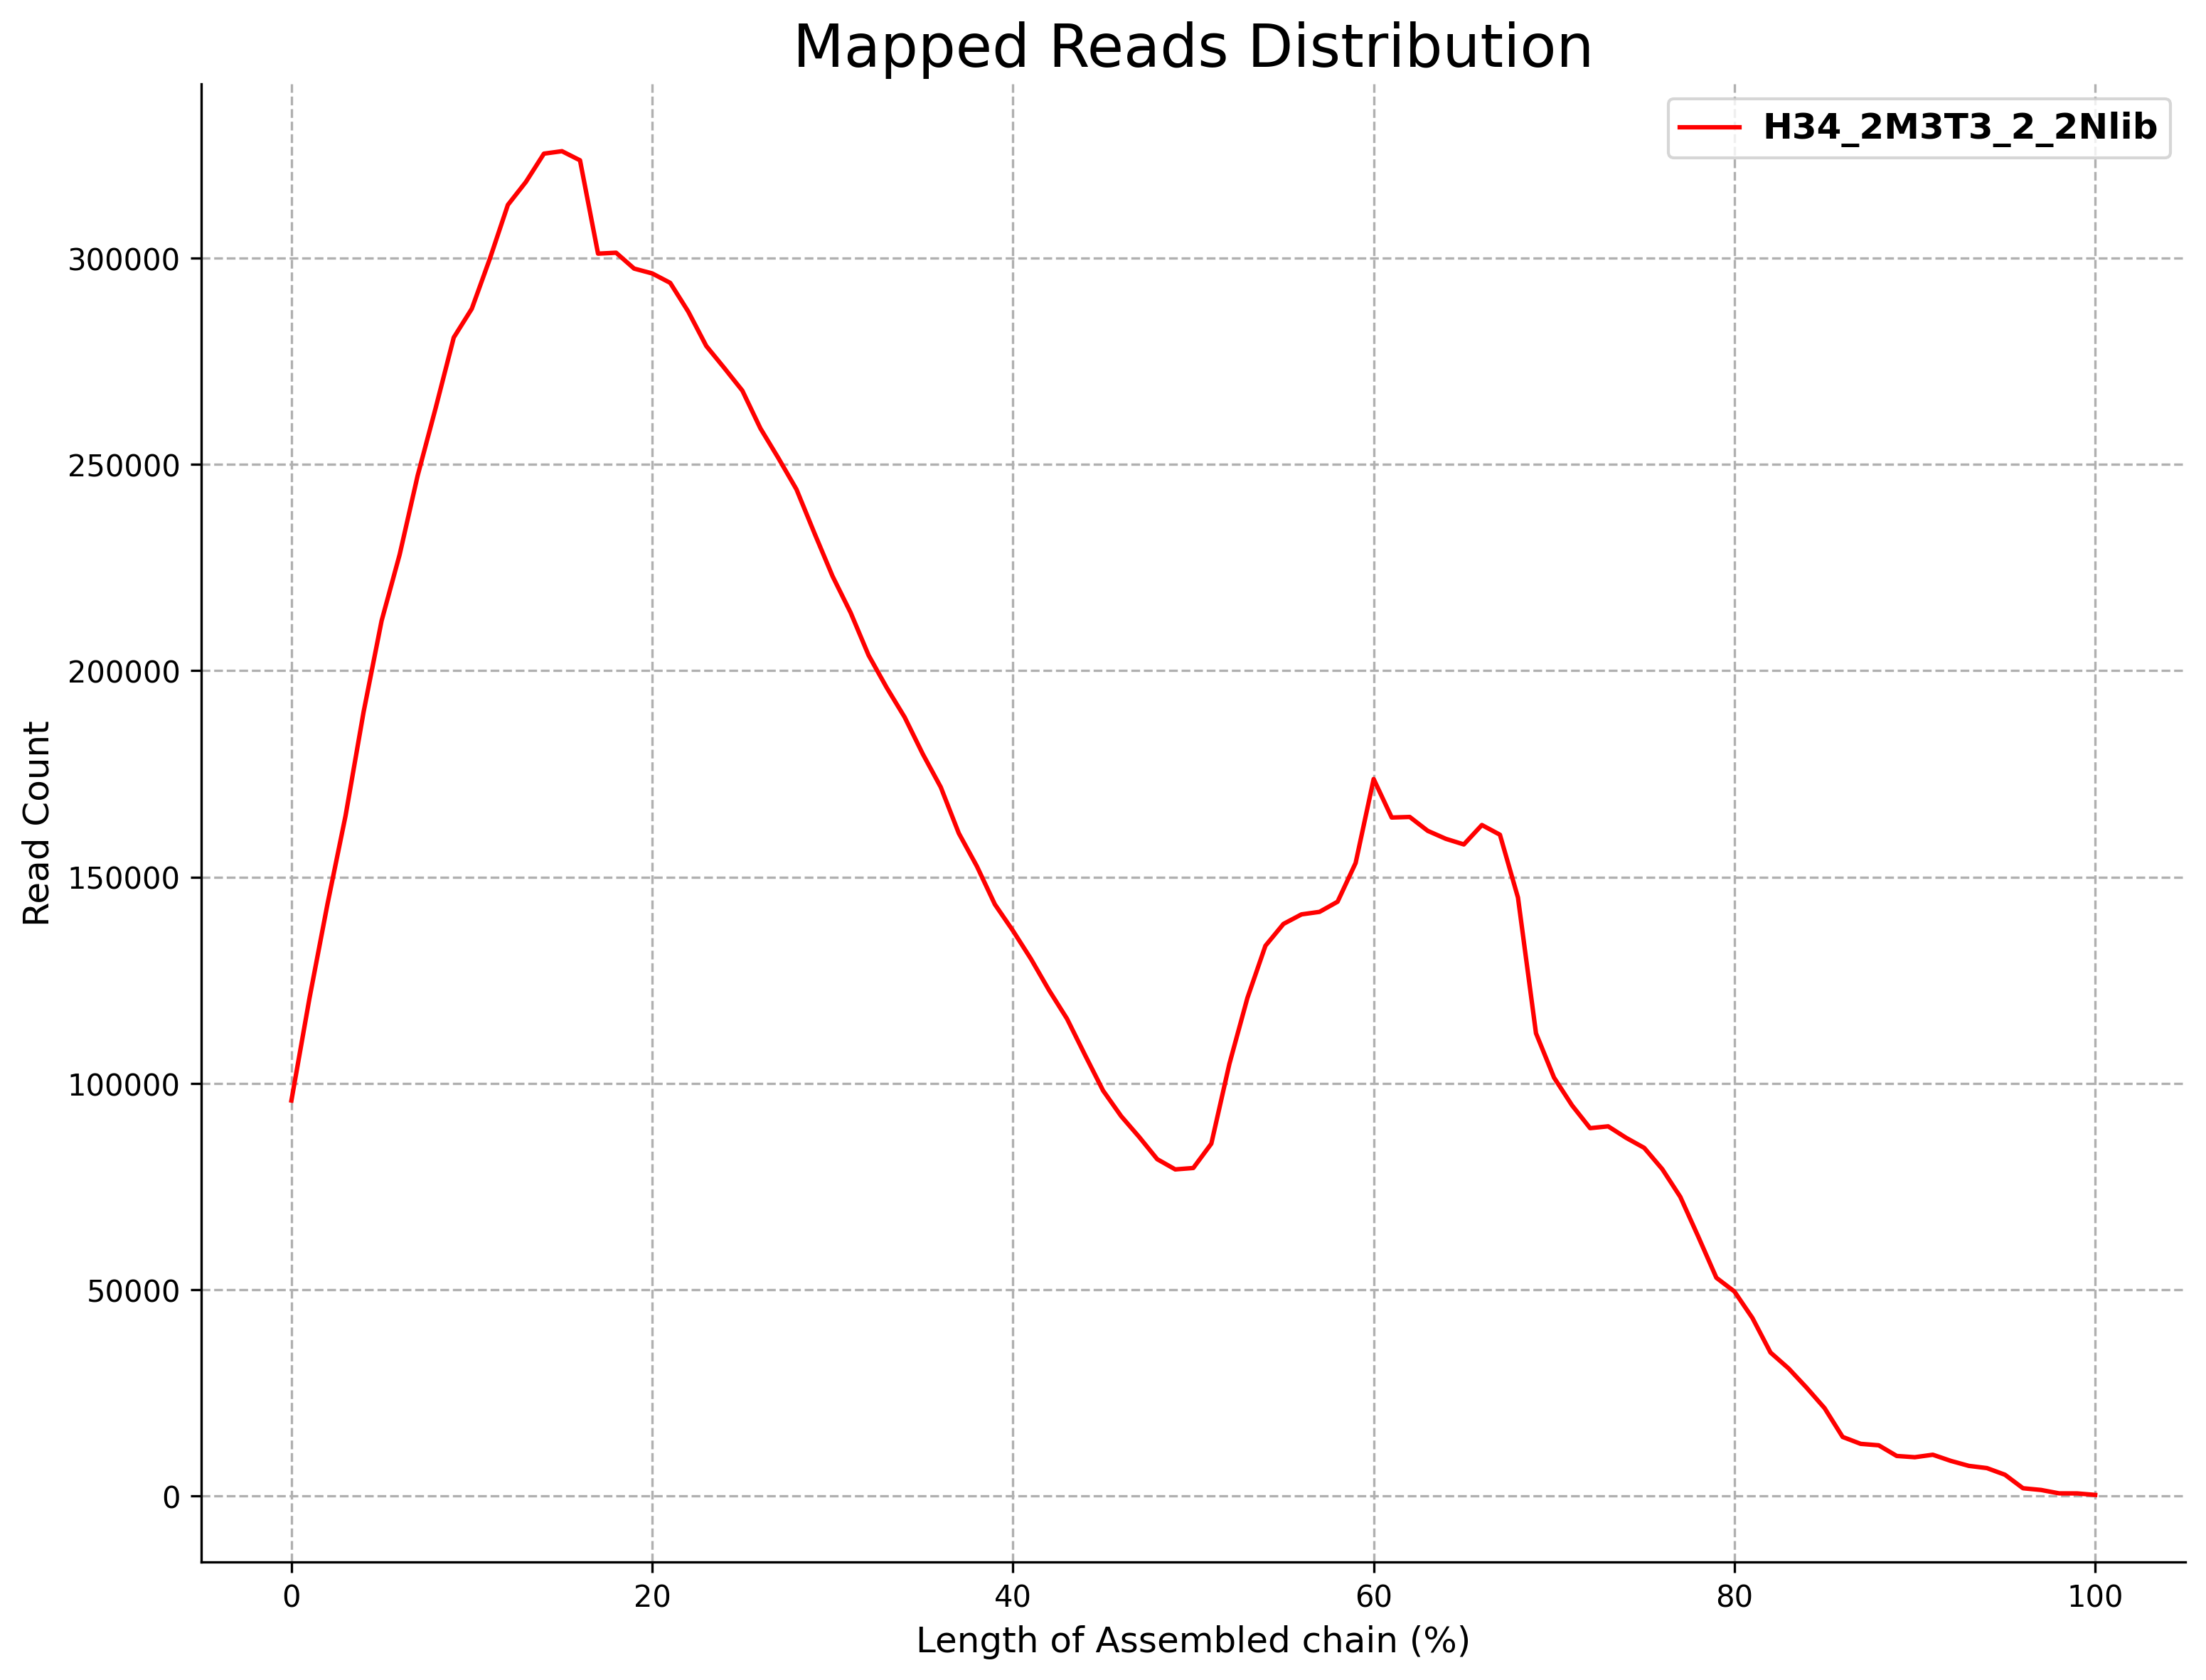 Mapped Reads Distribution
H34_2M3T3_2_2Nlib
300000
250000
200000
150000
100000
50000
0
Read Count
0 20 40 60 80 100
Length of Assembled chain (%)